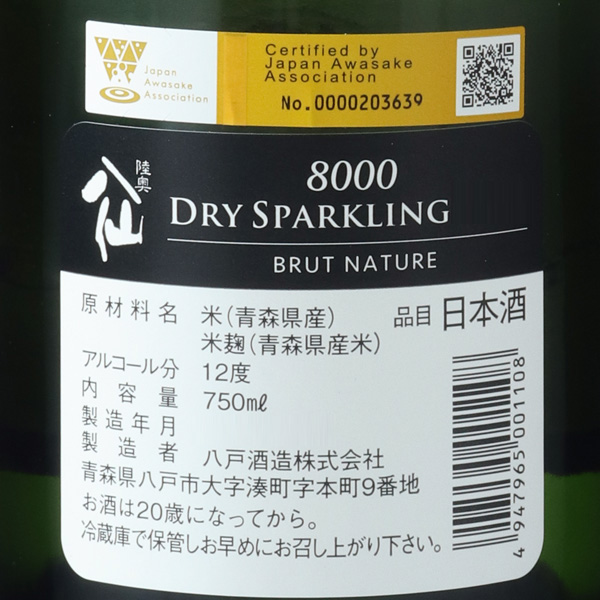 Japan
Awasake
Association
Certified by
Japan Awasake
Association
No.0000203639
陸奥
八仙
8000
DRY SPARKLING
BRUT NATURE
原材料名 米(青森県産) 品目 日本酒
米麹(青森県産米)
アルコール分 12度
内容量 750mℓ
製造年月
製造者 八戸酒造株式会社
青森県八戸市大字湊町字本町9番地
お酒は20歳になってから。
冷蔵庫で保管しお早めにお召し上がり下さい。
4947965001108